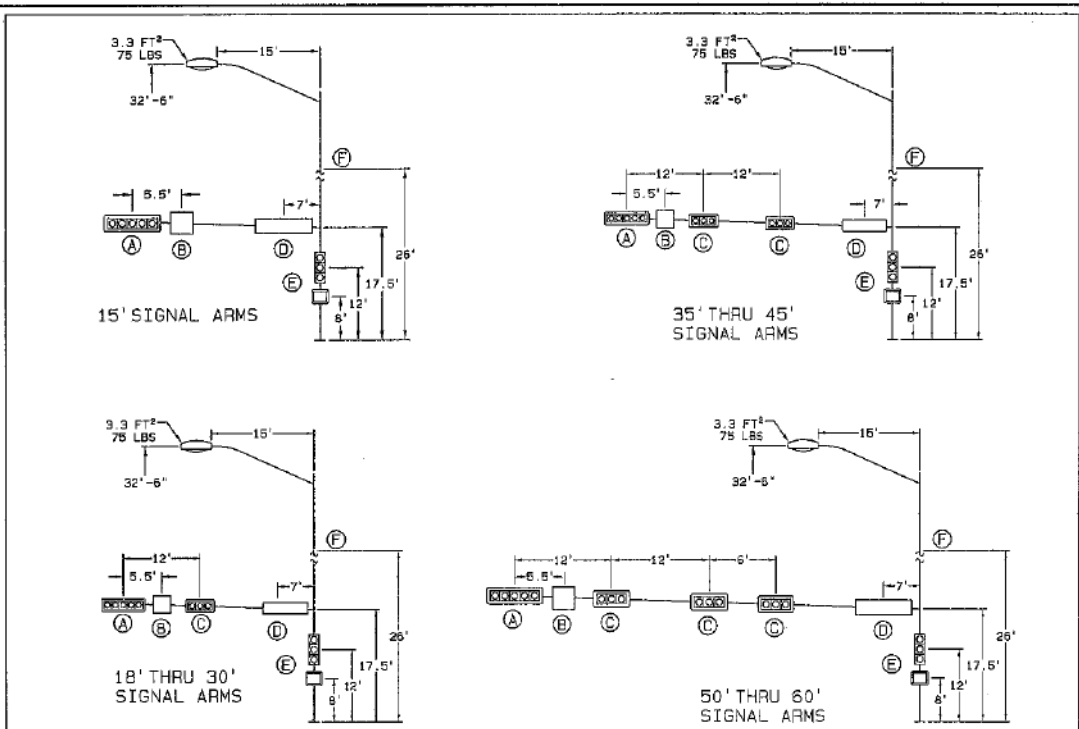 3.3 FT²
75 LBS
15'
32'-6"
F
5.5'
7'
A
B
D
E
26'
17.5'
12'
8'
15' SIGNAL ARMS
3.3 FT²
75 LBS
15'
32'-6"
F
12'
12'
5.5'
7'
A
B
C
C
D
E
26'
17.5'
12'
8'
35' THRU 45'
SIGNAL ARMS
3.3 FT²
75 LBS
15'
32'-6"
F
12'
5.5'
7'
A
B
C
D
E
26'
17.5'
12'
8'
18' THRU 30'
SIGNAL ARMS
3.3 FT²
75 LBS
15'
32'-6"
F
12'
12'
6'
5.5'
7'
A
B
C
C
C
D
E
26'
17.5'
12'
8'
50' THRU 60'
SIGNAL ARMS